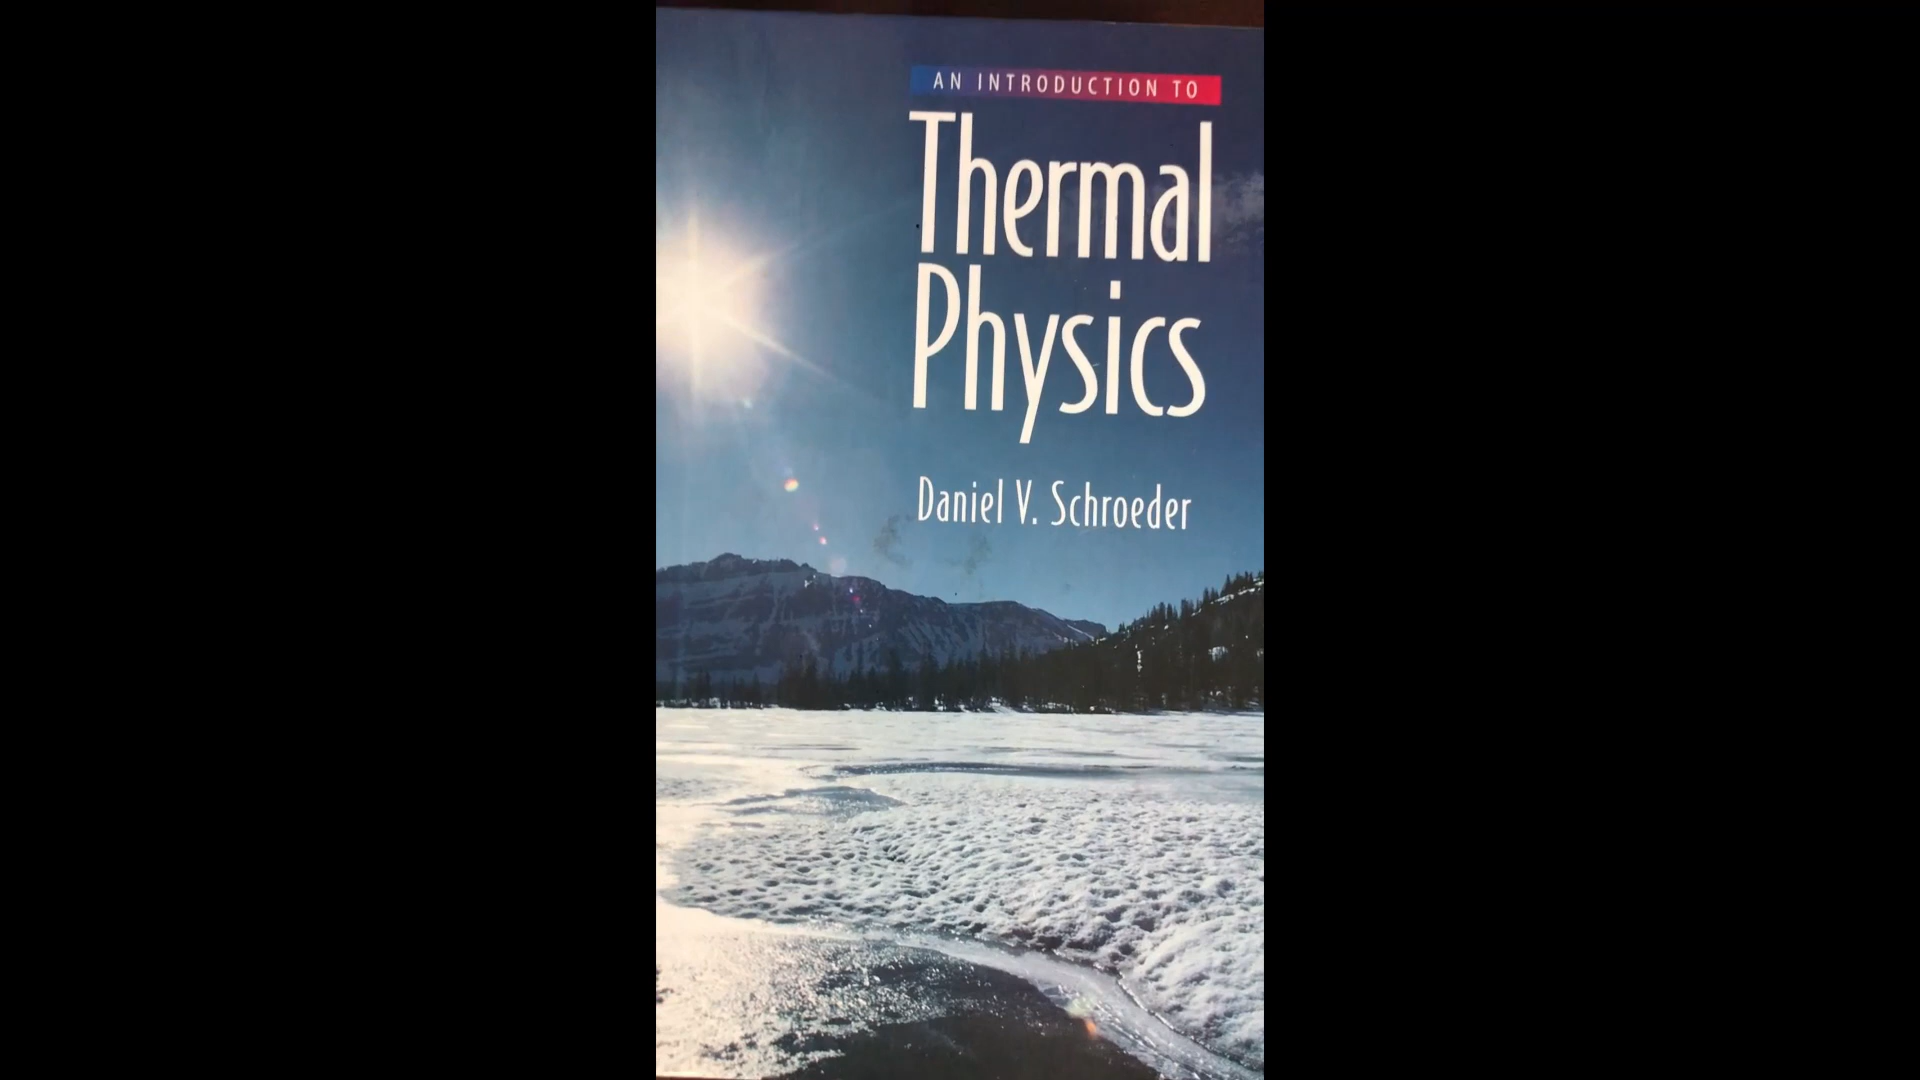 AN INTRODUCTION TO
Thermal
Physics
Daniel V. Schroeder